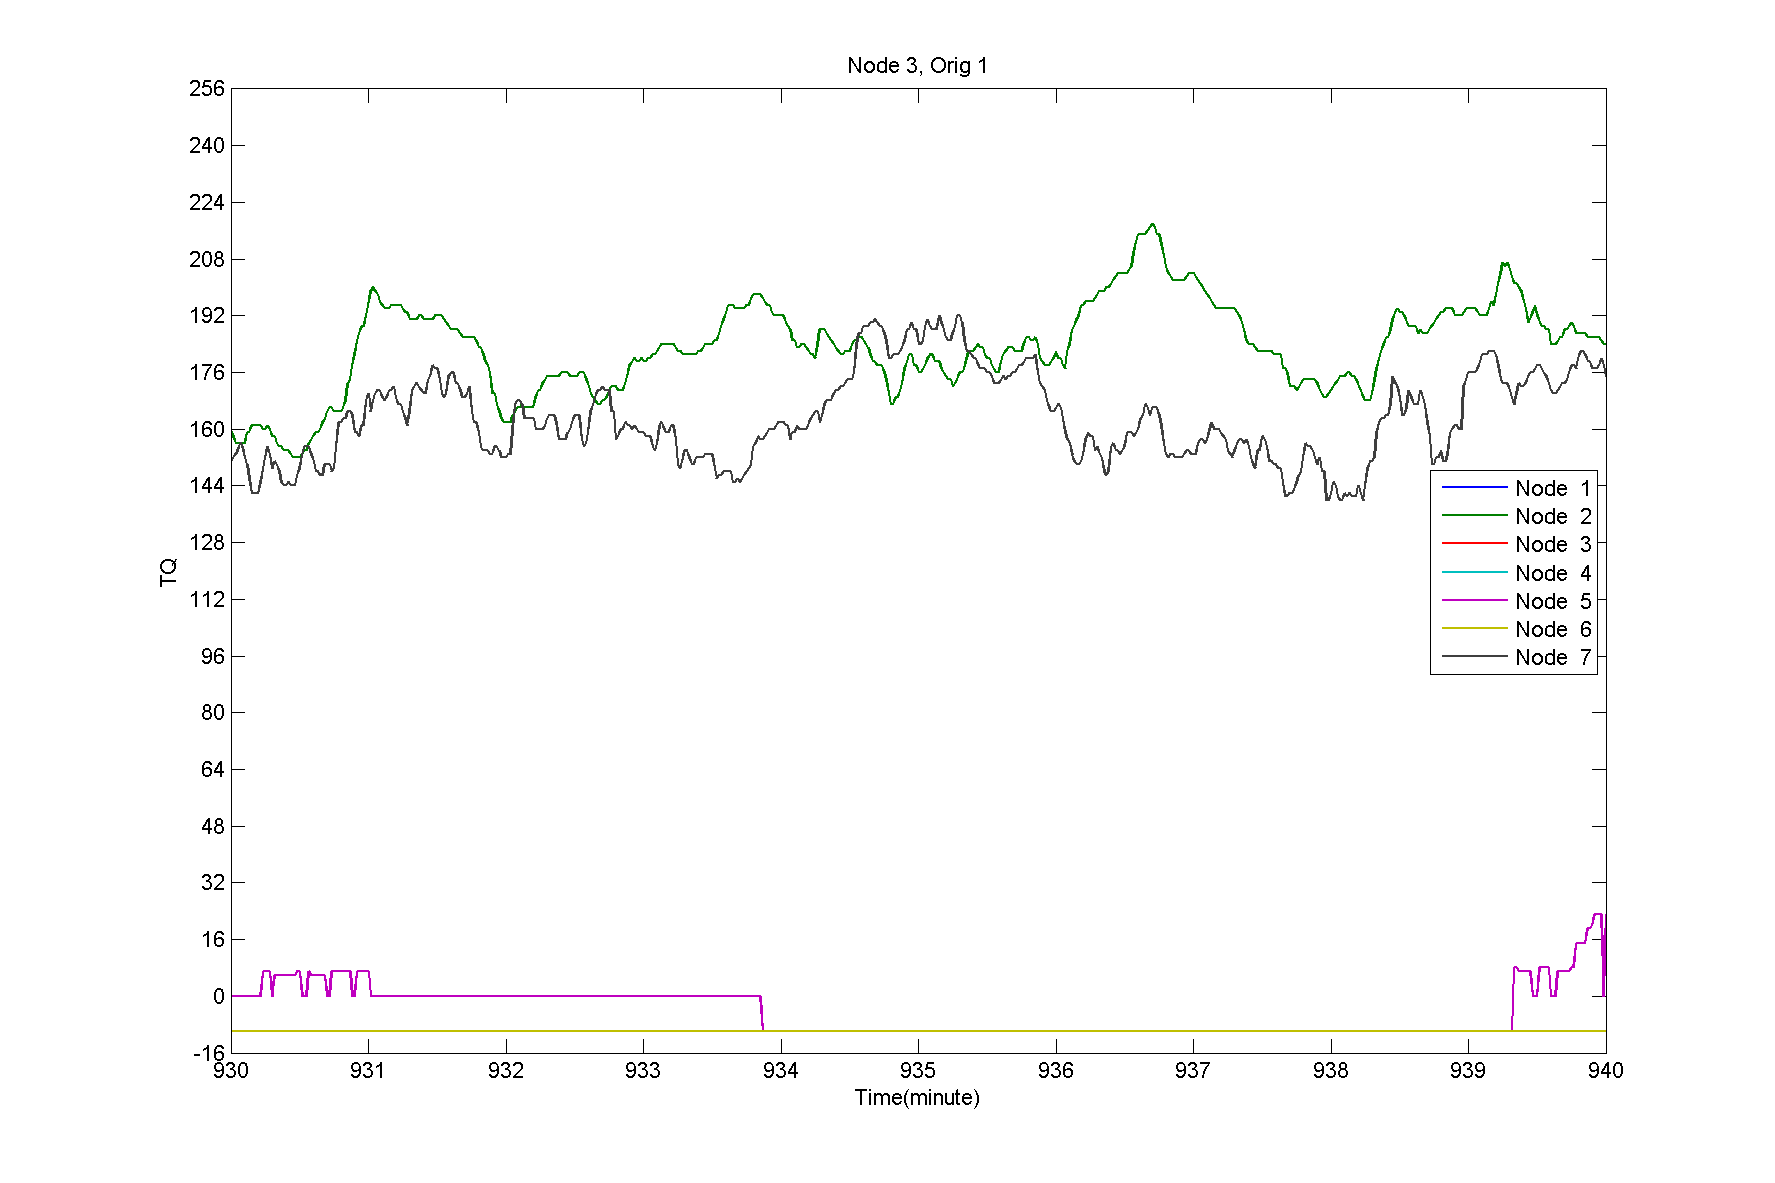 Node 3, Orig 1
256
240
224
208
192
176
160
144
128
112
96
80
64
48
32
16
0
-16
TQ
Node 1
Node 2
Node 3
Node 4
Node 5
Node 6
Node 7
930 931 932 933 934 935 936 937 938 939 940
Time(minute)